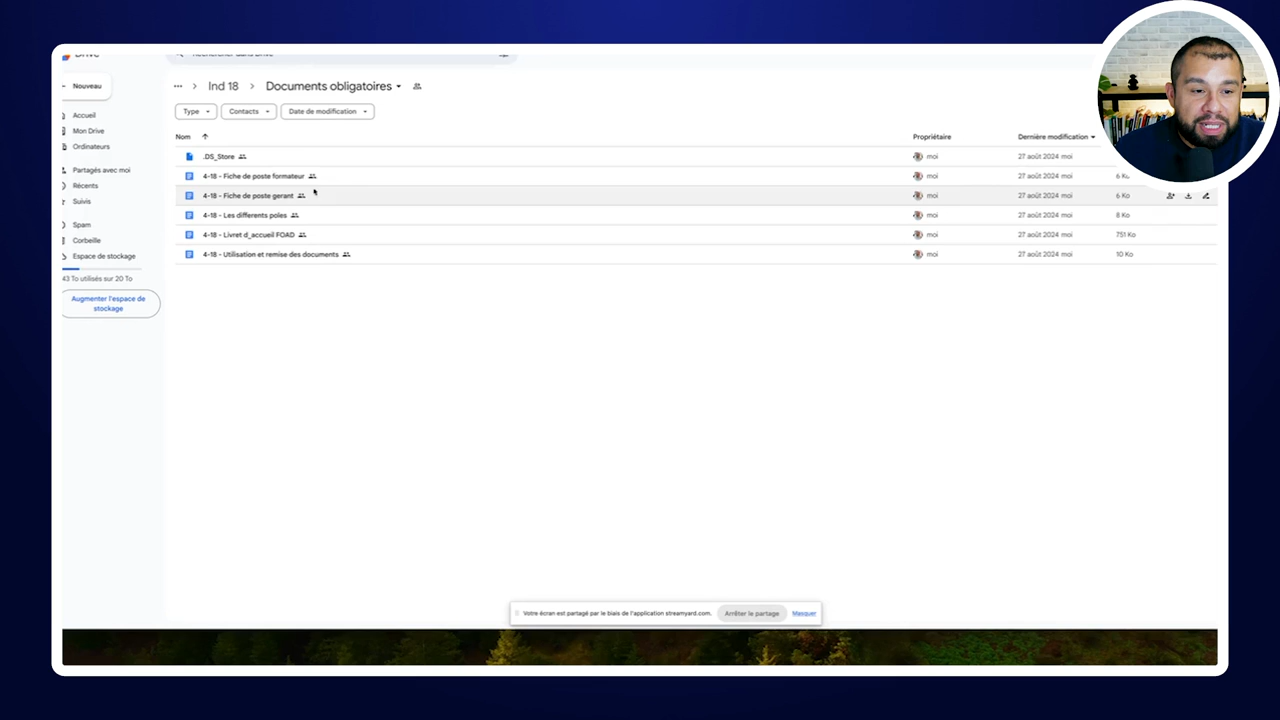 Drive
Nouveau
Ind 18 > Documents obligatoires
Type Contacts Date de modification
Accueil
Mon Drive
Ordinateurs
Partagés avec moi
Récents
Suivis
Spam
Corbeille
Espace de stockage
43 To utilisés sur 20 To
Augmenter l'espace de
stockage
Nom Propriétaire Dernière modification
.DS_Store moi 27 août 2024 moi
4-18 - Fiche de poste formateur moi 27 août 2024 moi 6 Ko
4-18 - Fiche de poste gerant moi 27 août 2024 moi 6 Ko
4-18 - Les differents poles moi 27 août 2024 moi 8 Ko
4-18 - Livret d_accueil FOAD moi 27 août 2024 moi 751 Ko
4-18 - Utilisation et remise des documents moi 27 août 2024 moi 10 Ko
Votre écran est partagé par le biais de l'application streamyard.com. Arrêter le partage Masquer